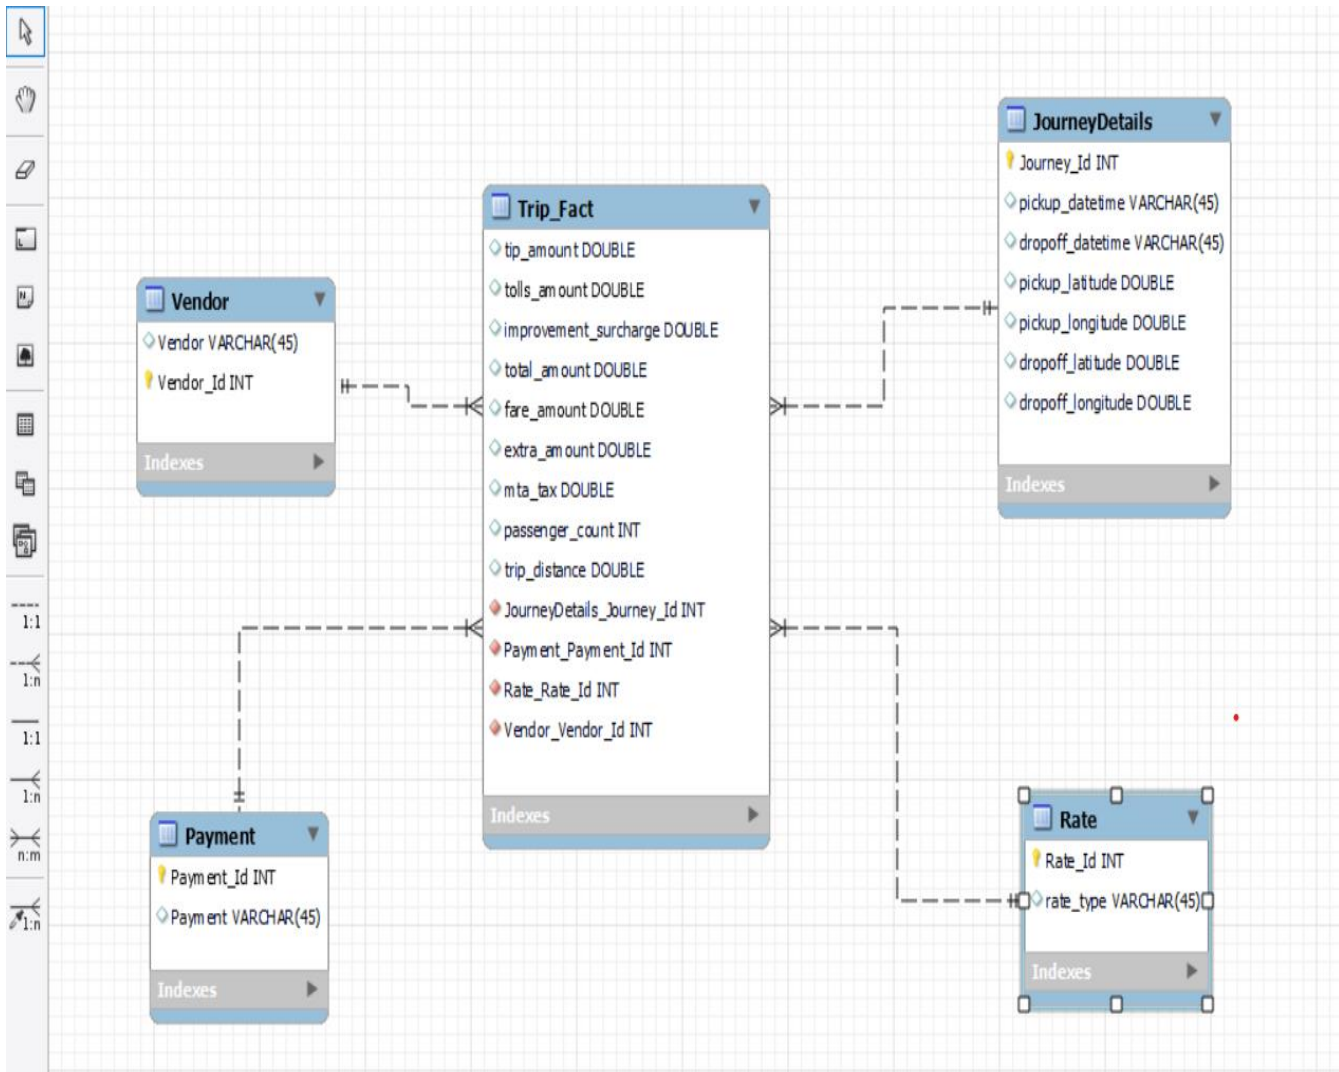 Vendor
Vendor VARCHAR(45)
Vendor_Id INT
Indexes
Trip_Fact
tip_amount DOUBLE
tolls_amount DOUBLE
improvement_surcharge DOUBLE
total_amount DOUBLE
fare_amount DOUBLE
extra_amount DOUBLE
mta_tax DOUBLE
passenger_count INT
trip_distance DOUBLE
JourneyDetails_Journey_Id INT
Payment_Payment_Id INT
Rate_Rate_Id INT
Vendor_Vendor_Id INT
Indexes
JourneyDetails
Journey_Id INT
pickup_datetime VARCHAR(45)
dropoff_datetime VARCHAR(45)
pickup_latitude DOUBLE
pickup_longitude DOUBLE
dropoff_latitude DOUBLE
dropoff_longitude DOUBLE
Indexes
Payment
Payment_Id INT
Payment VARCHAR(45)
Indexes
Rate
Rate_Id INT
rate_type VARCHAR(45)
Indexes
1:1
1:n
1:1
1:n
n:m
1:n